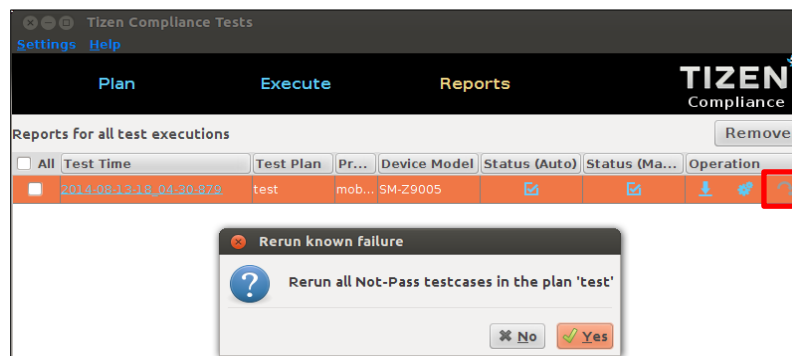 Tizen Compliance Tests
Settings Help
Plan Execute Reports
TIZEN
Compliance
Reports for all test executions Remove
All Test Time Test Plan Pr... Device Model Status (Auto) Status (Ma... Operation
2014-08-13-18_04-30-879 test mob... SM-Z9005
Rerun known failure
Rerun all Not-Pass testcases in the plan 'test'
No Yes